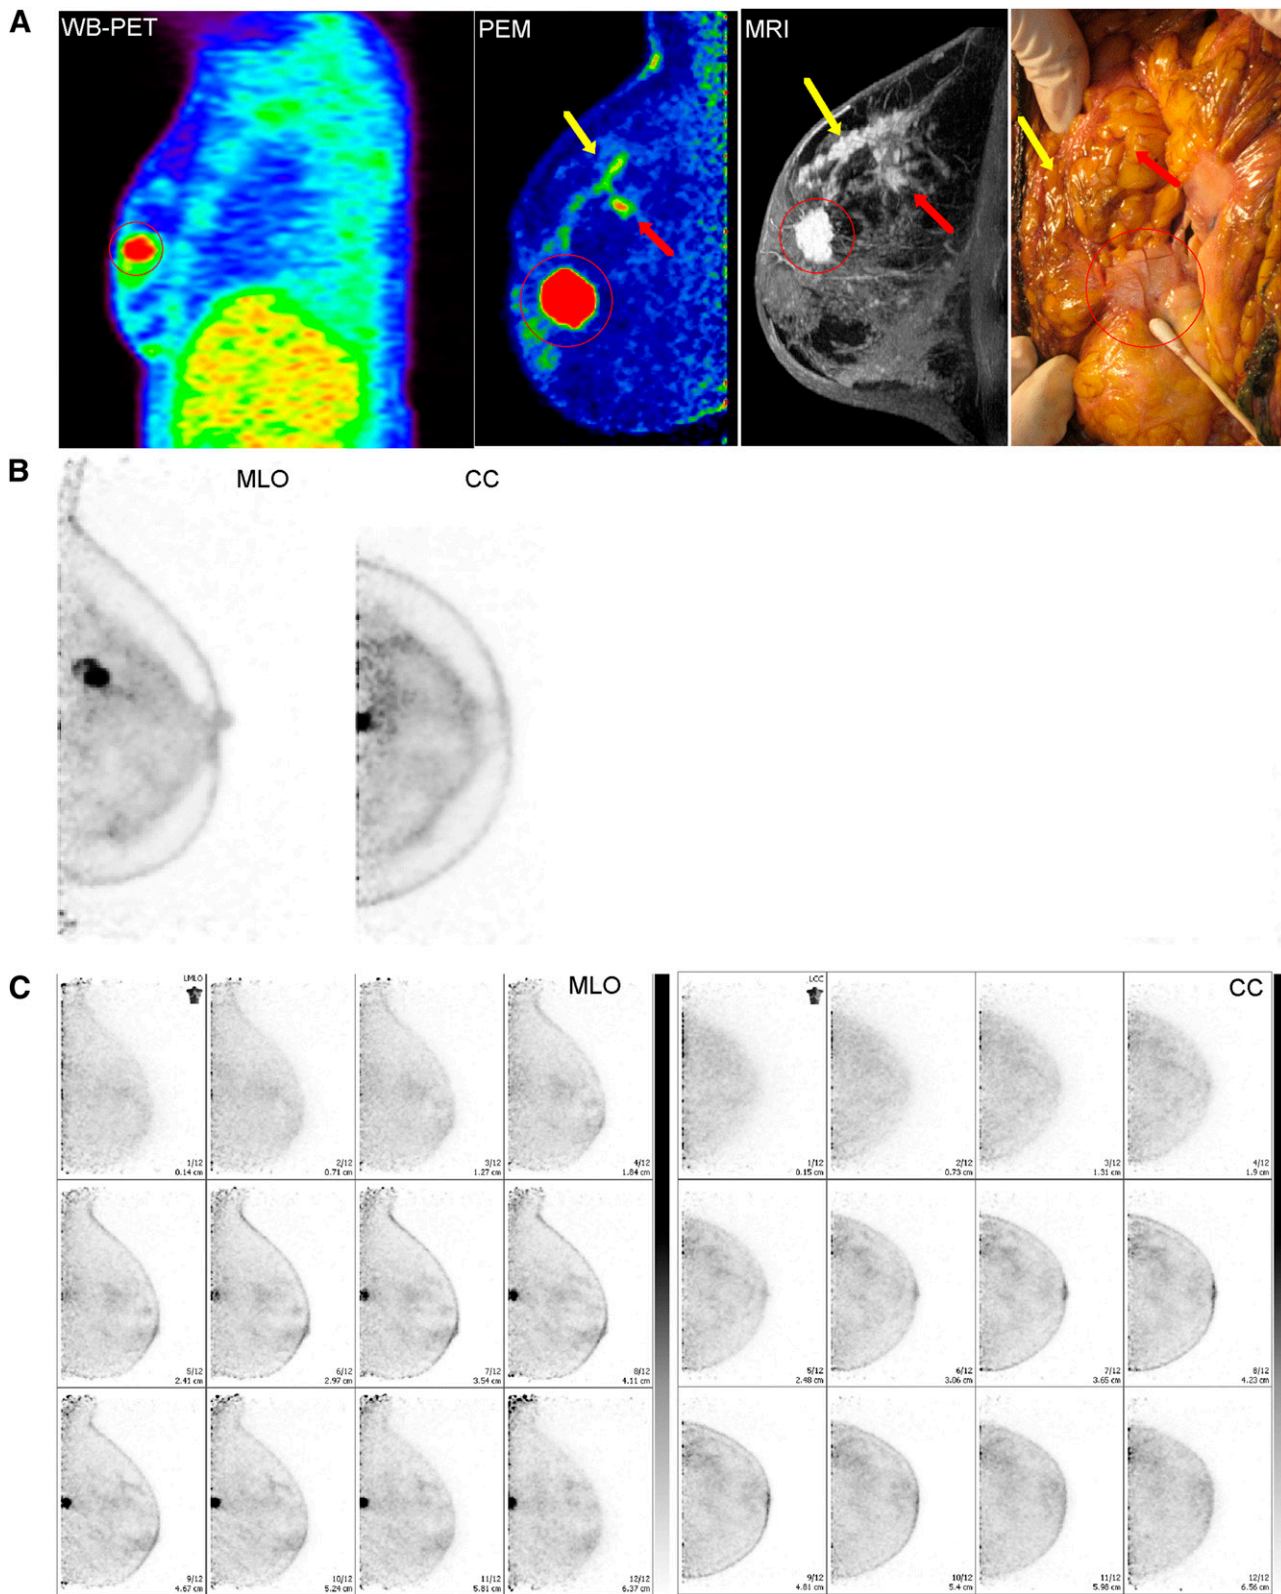 A
WB-PET
PEM
MRI
B
MLO
CC
C
LMLO
MLO
1/12
0.14 cm
2/12
0.71 cm
3/12
1.27 cm
4/12
1.84 cm
5/12
2.41 cm
6/12
2.97 cm
7/12
3.54 cm
8/12
4.11 cm
9/12
4.67 cm
10/12
5.24 cm
11/12
5.81 cm
12/12
6.37 cm
LCC
CC
1/12
0.15 cm
2/12
0.73 cm
3/12
1.31 cm
4/12
1.9 cm
5/12
2.48 cm
6/12
3.06 cm
7/12
3.65 cm
8/12
4.23 cm
9/12
4.81 cm
10/12
5.4 cm
11/12
5.98 cm
12/12
6.56 cm